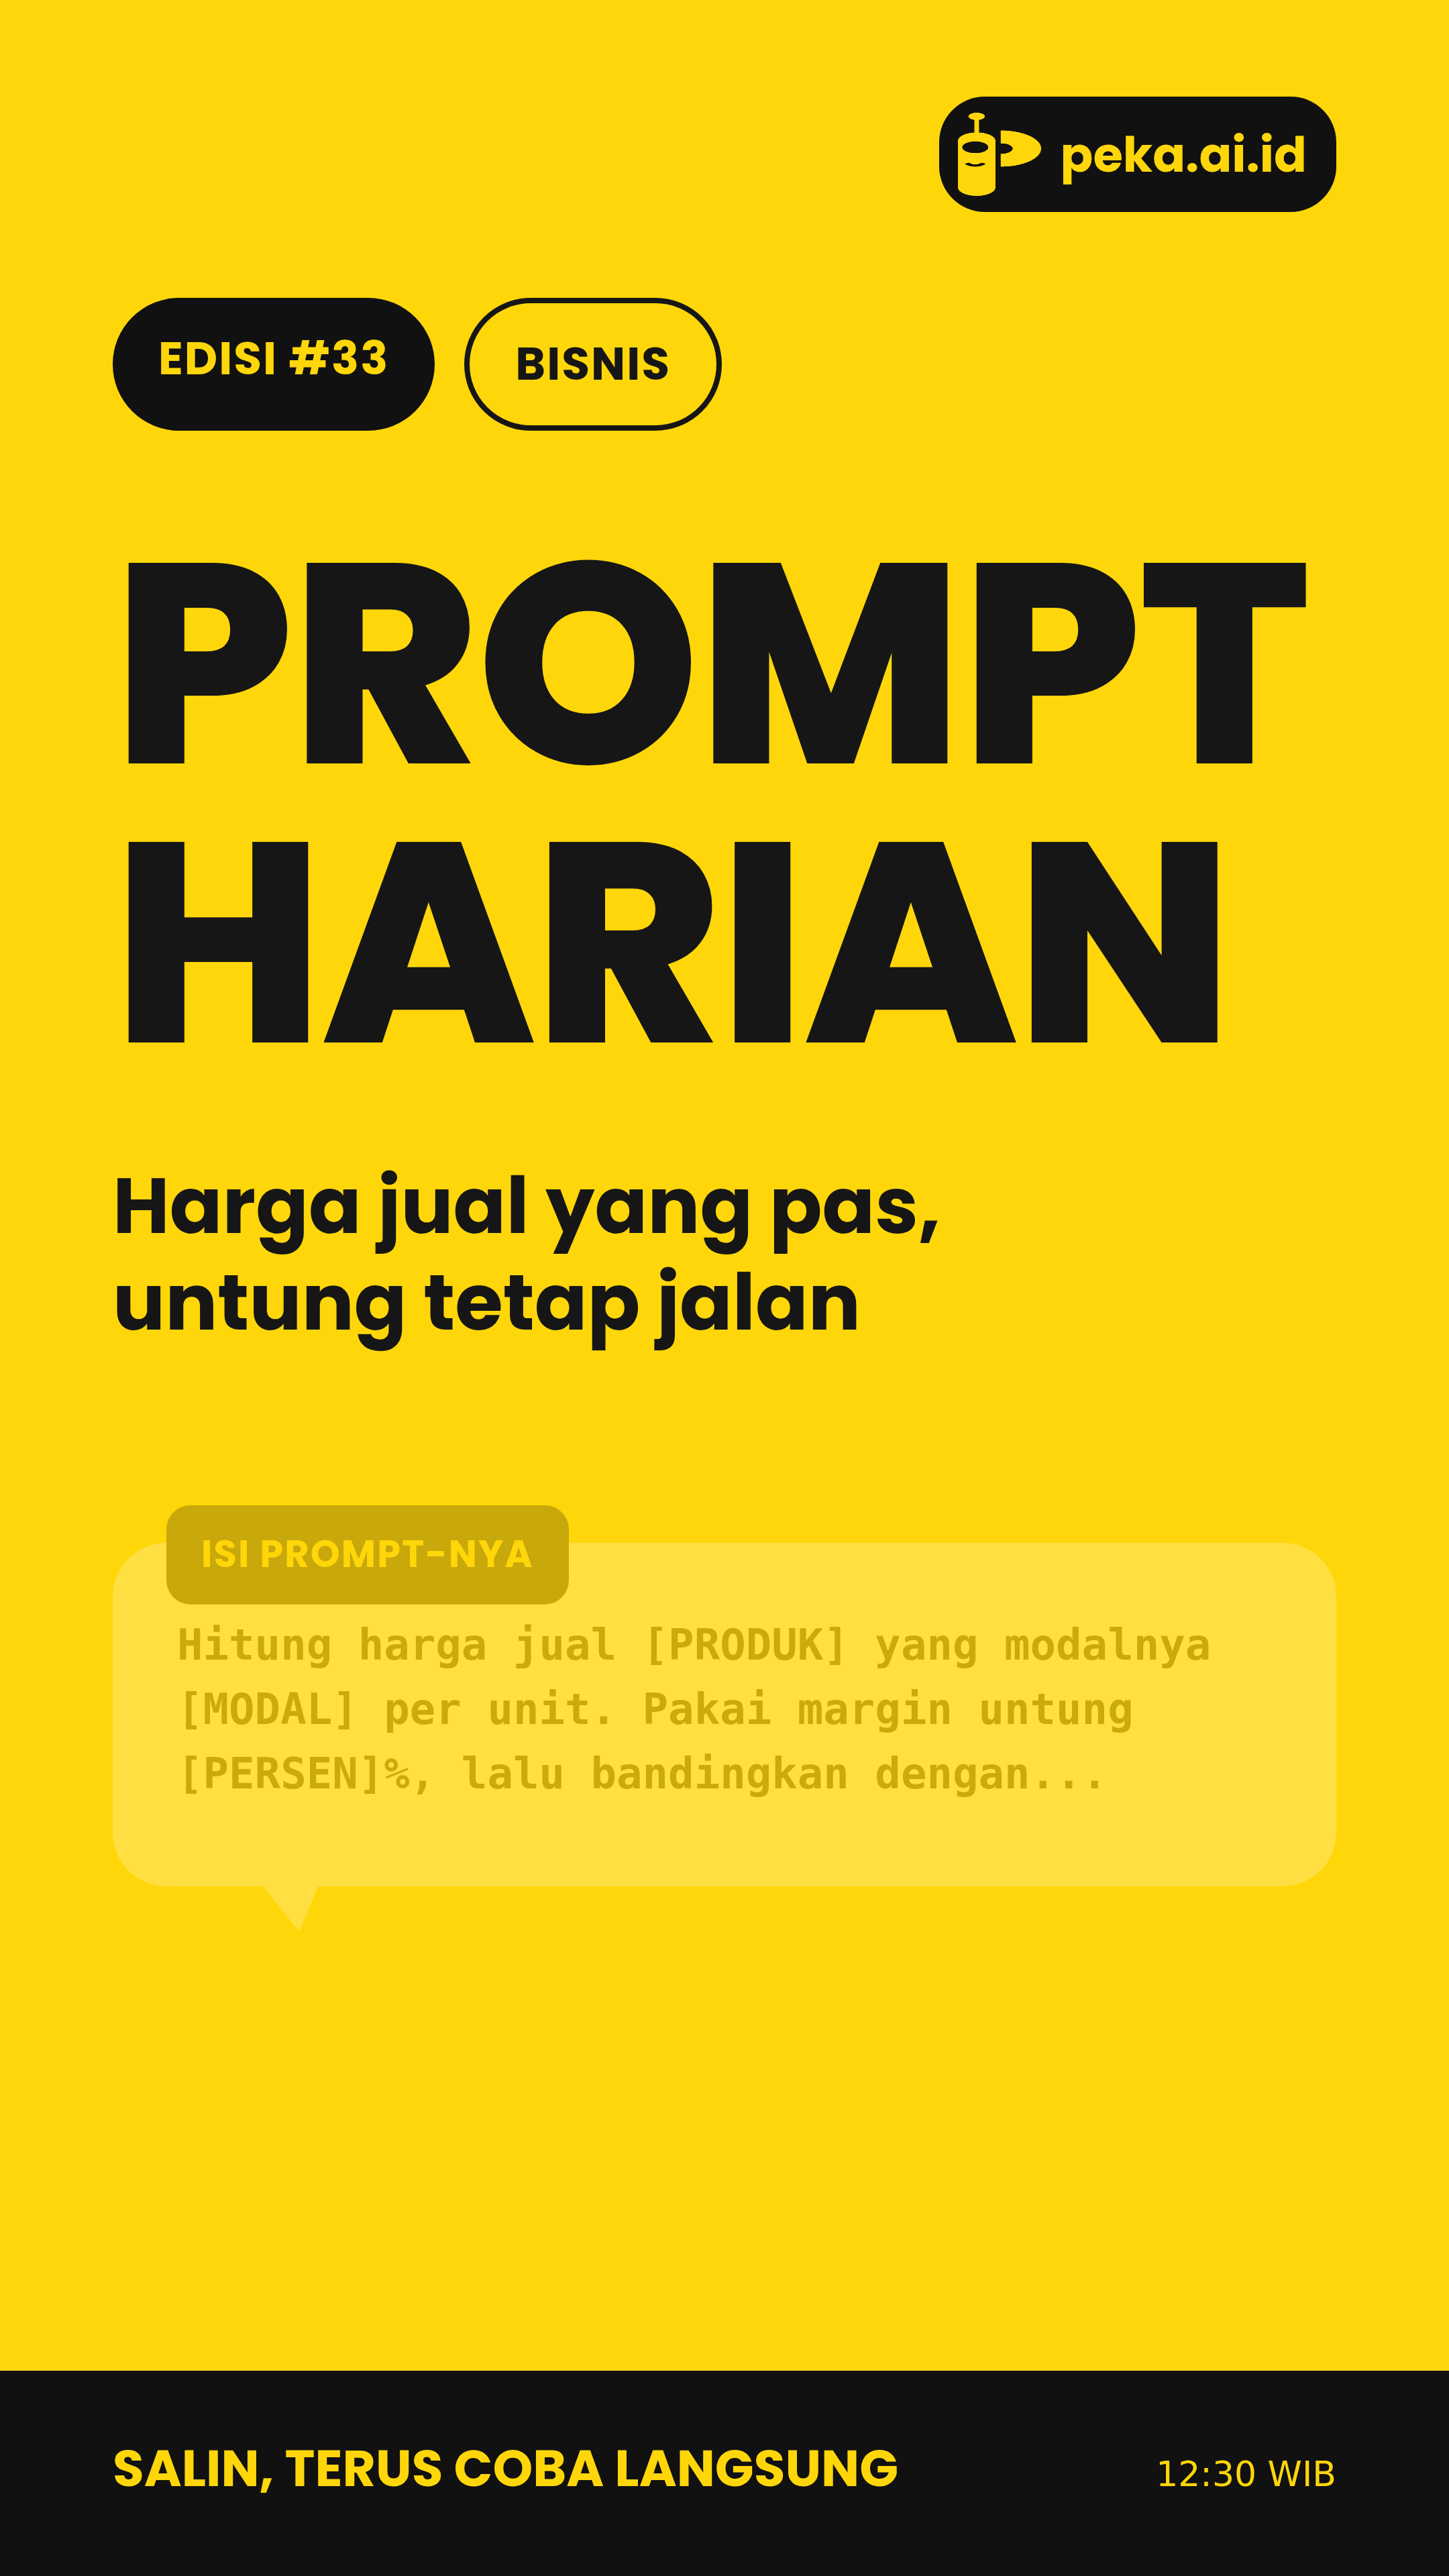 peka.ai.id
EDISI #33
BISNIS
PROMPT
HARIAN
Harga jual yang pas,
untung tetap jalan
ISI PROMPT-NYA
Hitung harga jual [PRODUK] yang modalnya
[MODAL] per unit. Pakai margin untung
[PERSEN]%, lalu bandingkan dengan...
SALIN, TERUS COBA LANGSUNG
12:30 WIB